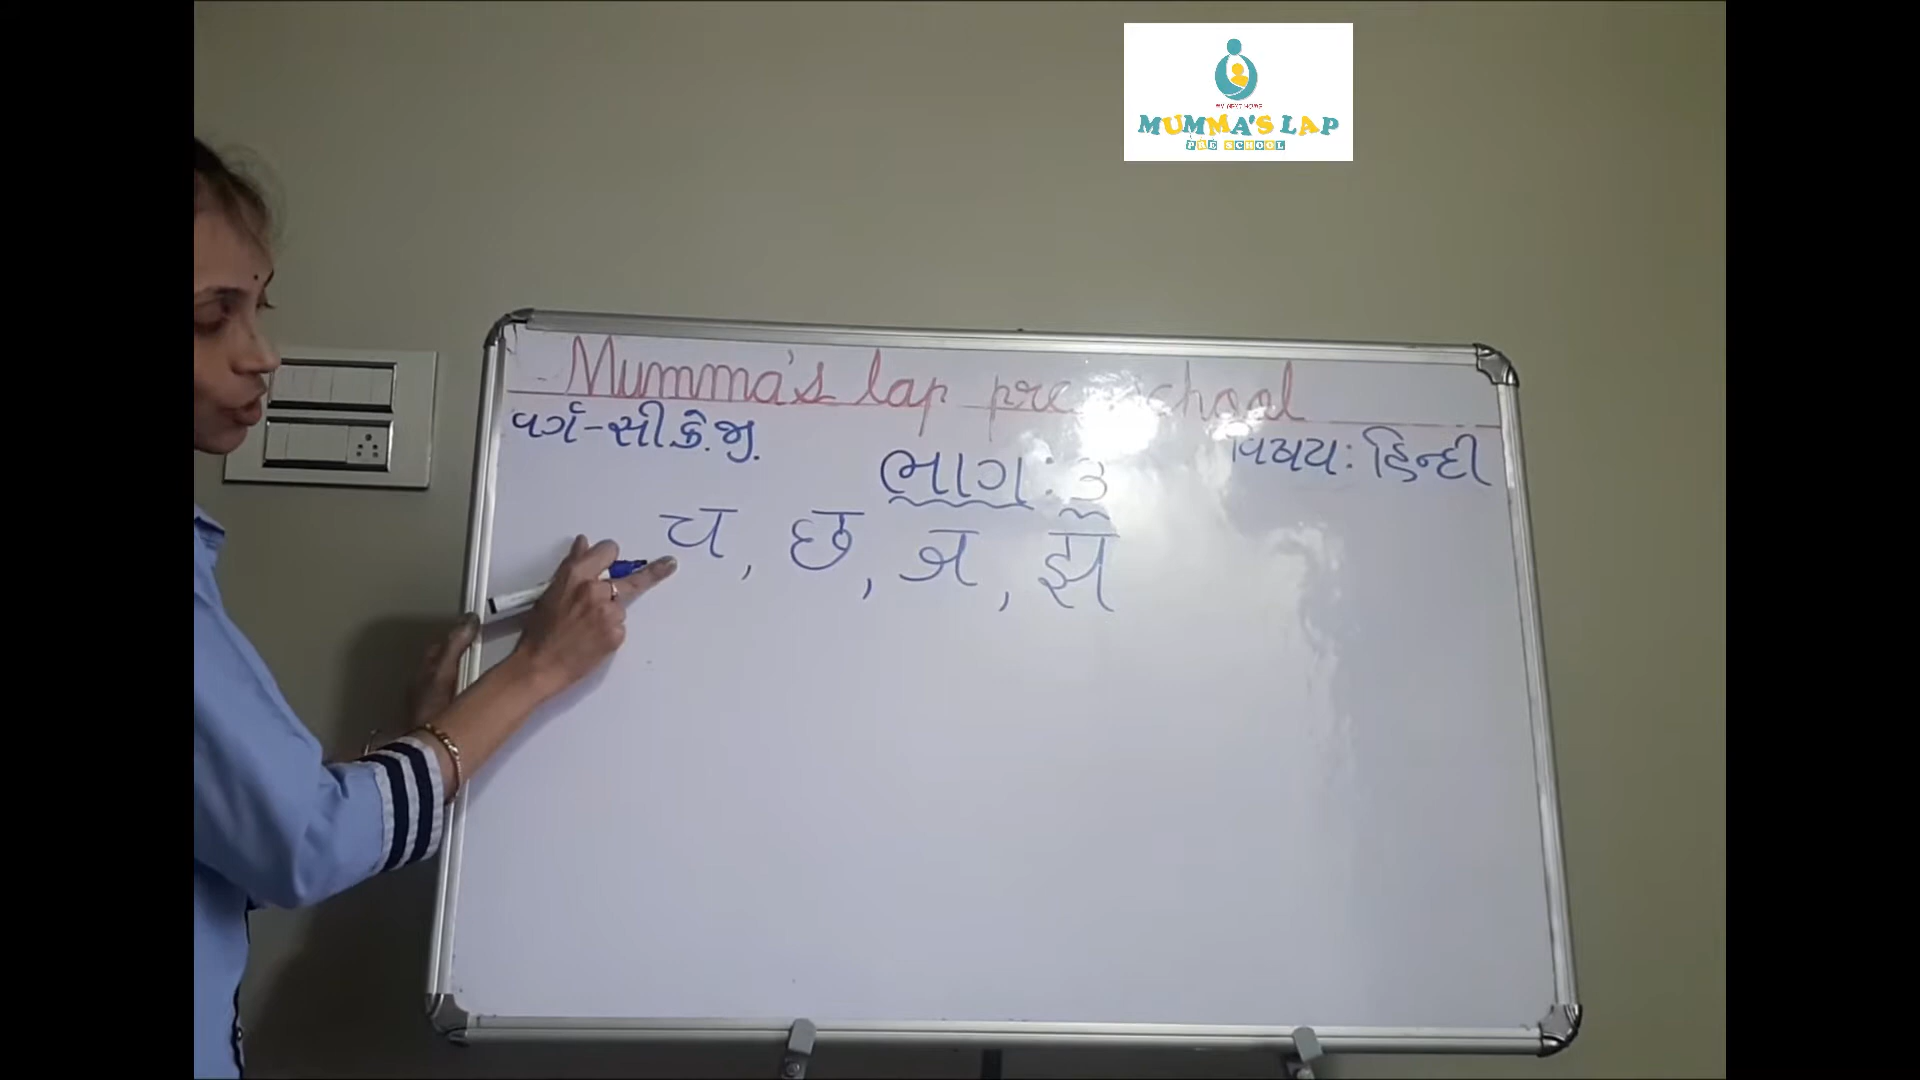 MUMMA'S LAP
PRE SCHOOL
Mumma's lap pre school
વર્ગ-સી.કે.જી.
વિષય: હિન્દી
ભાગ: ૩
च, छ, ज, झ